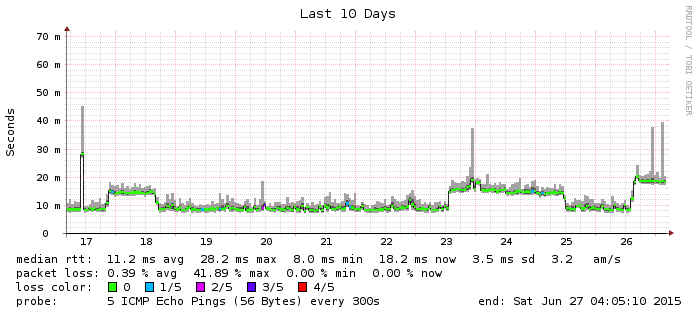 Last 10 Days
RRDTOOL / TOBI OETIKER
Seconds
70 m
60 m
50 m
40 m
30 m
20 m
10 m
0
17 18 19 20 21 22 23 24 25 26
median rtt: 11.2 ms avg 28.2 ms max 8.0 ms min 18.2 ms now 3.5 ms sd 3.2 am/s
packet loss: 0.39 % avg 41.89 % max 0.00 % min 0.00 % now
loss color: 0 1/5 2/5 3/5 4/5
probe: 5 ICMP Echo Pings (56 Bytes) every 300s end: Sat Jun 27 04:05:10 2015